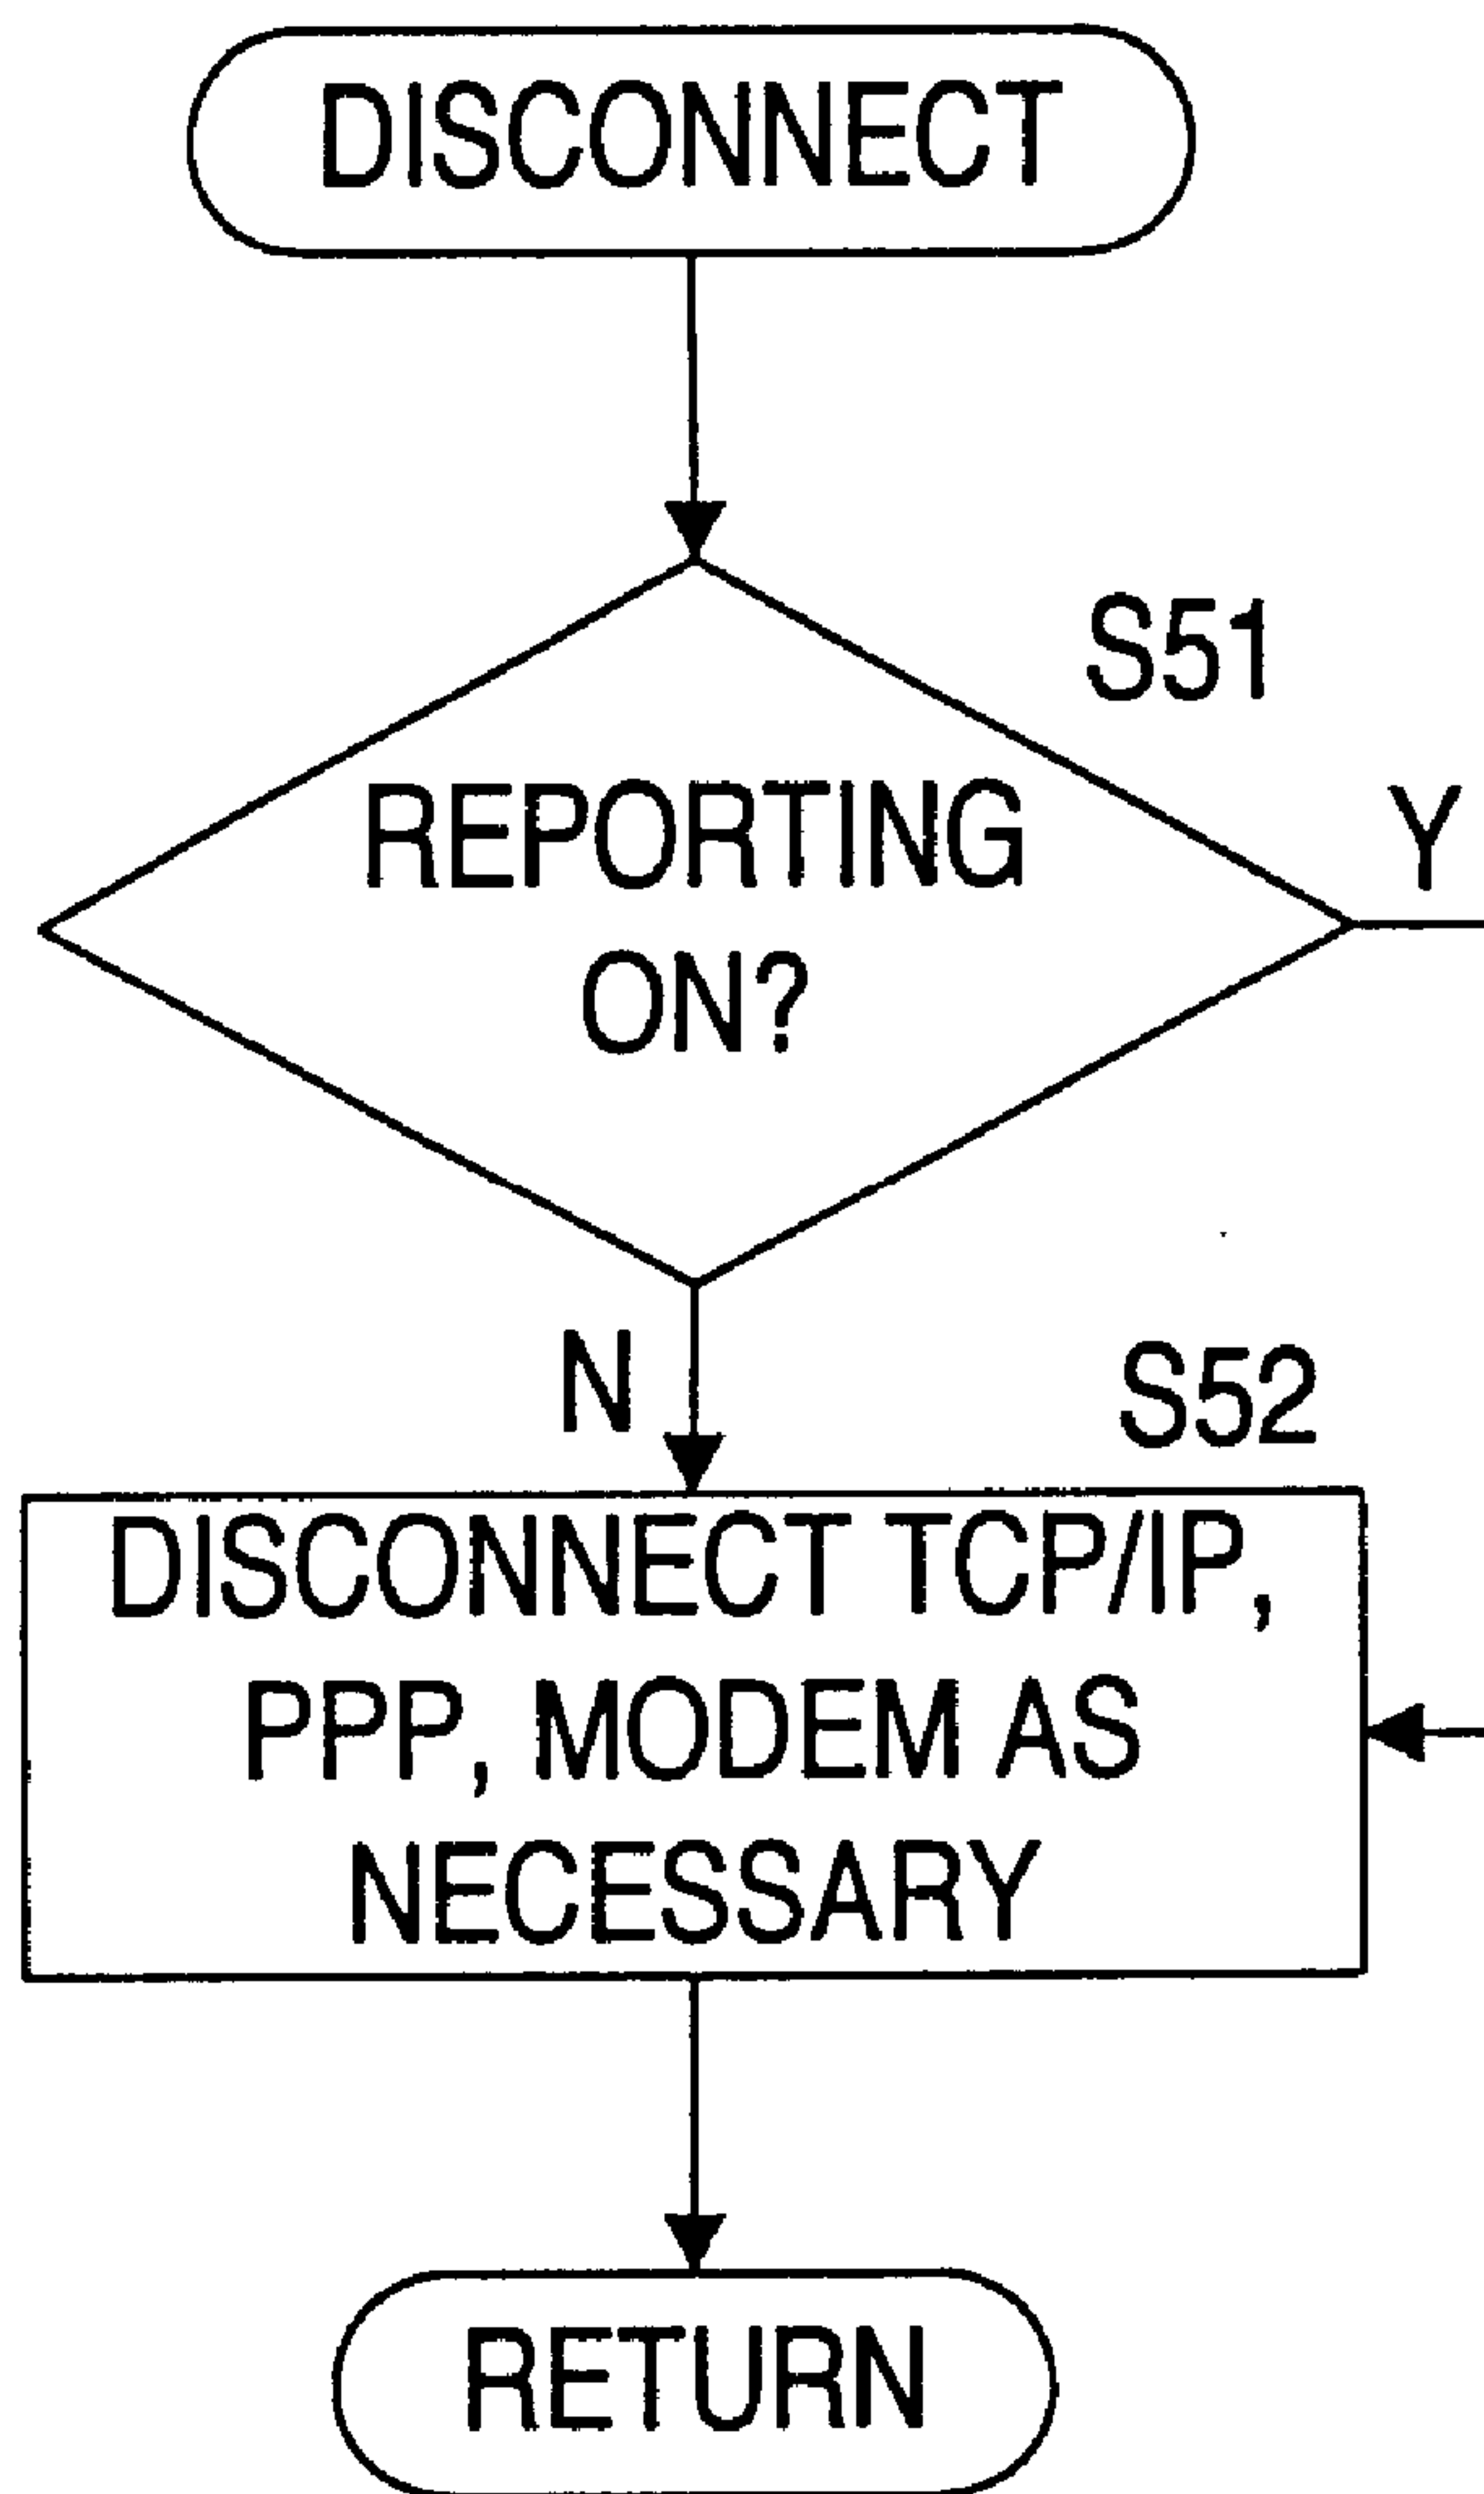 DISCONNECT
S51
REPORTING
ON?
Y
N
S52
DISCONNECT TCP/IP,
PPP, MODEM AS
NECESSARY
RETURN